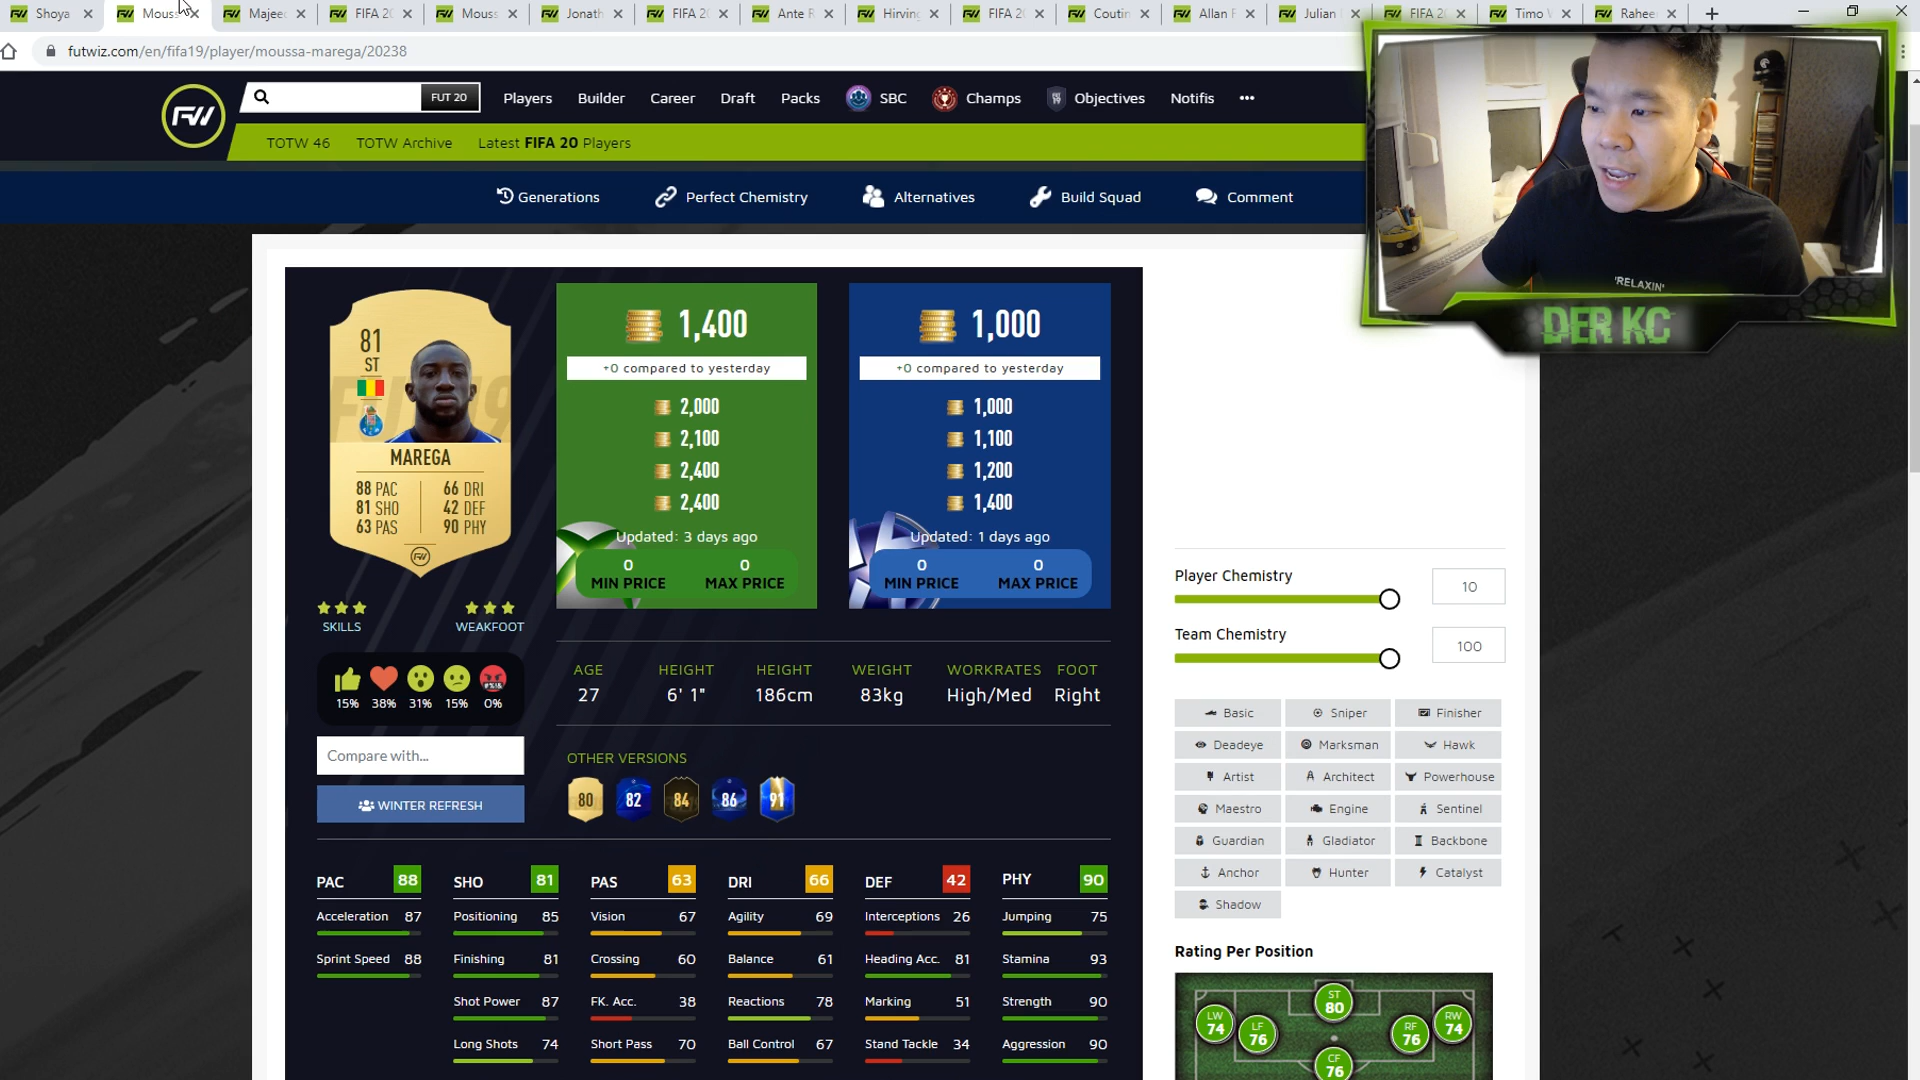 Shoya
Mouss
Majee
FIFA 20
Mouss
Jonath
FIFA 20
Ante R
Hirving
FIFA 20
Coutin
Allan F
Julian
FIFA 20
Timo
Rahee
futwiz.com/en/fifa19/player/moussa-marega/20238
FW
FUT 20
Players
Builder
Career
Draft
Packs
SBC
Champs
Objectives
Notifis
TOTW 46
TOTW Archive
Latest FIFA 20 Players
Generations
Perfect Chemistry
Alternatives
Build Squad
Comment
'RELAXIN'
DER KC
81
ST
MAREGA
88 PAC 66 DRI
81 SHO 42 DEF
63 PAS 90 PHY
FW
1,400
+0 compared to yesterday
2,000
2,100
2,400
2,400
Updated: 3 days ago
0 0
MIN PRICE MAX PRICE
1,000
+0 compared to yesterday
1,000
1,100
1,200
1,400
Updated: 1 days ago
0 0
MIN PRICE MAX PRICE
SKILLS
WEAKFOOT
15% 38% 31% 15% 0%
Compare with...
WINTER REFRESH
AGE HEIGHT HEIGHT WEIGHT WORKRATES FOOT
27 6' 1" 186cm 83kg High/Med Right
OTHER VERSIONS
80 82 84 86 91
PAC 88
Acceleration 87
Sprint Speed 88
SHO 81
Positioning 85
Finishing 81
Shot Power 87
Long Shots 74
PAS 63
Vision 67
Crossing 60
FK. Acc. 38
Short Pass 70
DRI 66
Agility 69
Balance 61
Reactions 78
Ball Control 67
DEF 42
Interceptions 26
Heading Acc. 81
Marking 51
Stand Tackle 34
PHY 90
Jumping 75
Stamina 93
Strength 90
Aggression 90
Player Chemistry
10
Team Chemistry
100
Basic Sniper Finisher
Deadeye Marksman Hawk
Artist Architect Powerhouse
Maestro Engine Sentinel
Guardian Gladiator Backbone
Anchor Hunter Catalyst
Shadow
Rating Per Position
ST
80
LW
74
LF
76
RF
76
RW
74
CF
76